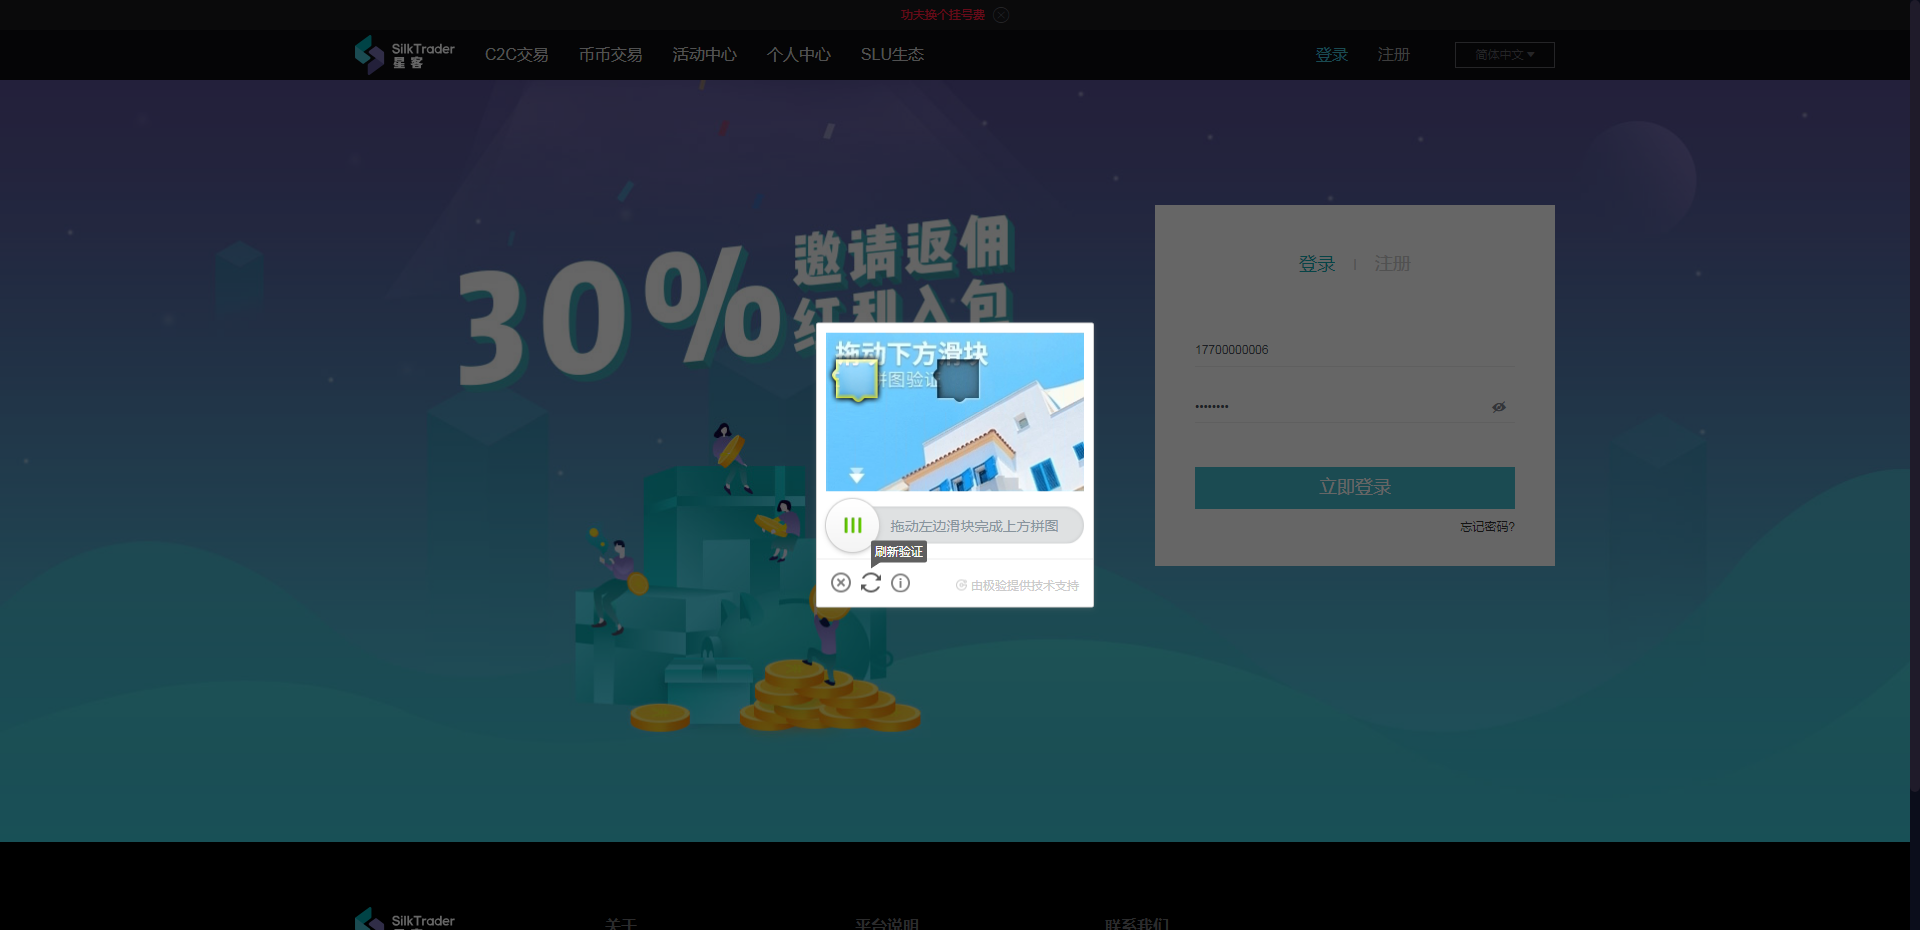 功夫换个挂号费
SilkTrader
星客
C2C交易
币币交易
活动中心
个人中心
SLU生态
登录
注册
简体中文
30%
邀请返佣
红利入包
登录
注册
17700000006
立即登录
忘记密码?
拖动下方滑块
拼图验证
拖动左边滑块完成上方拼图
刷新验证
由极验提供技术支持
SilkTrader
星客
关于
平台说明
联系我们